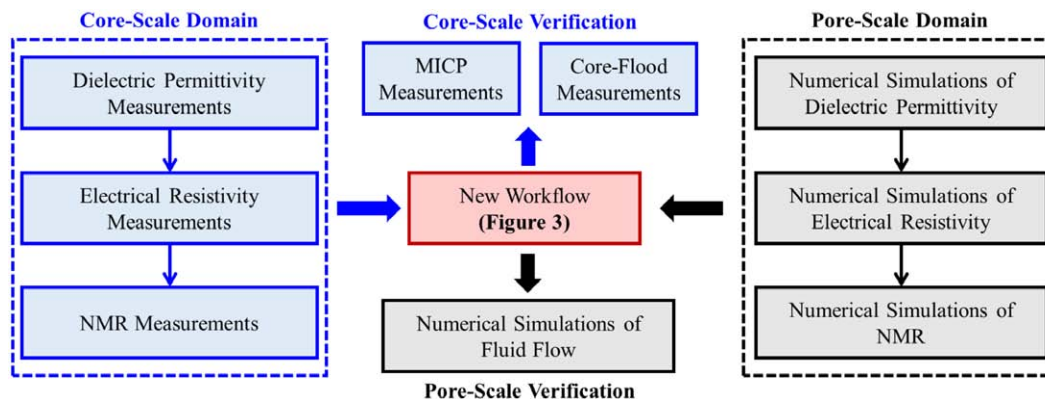 Core-Scale Domain
Dielectric Permittivity
Measurements
Electrical Resistivity
Measurements
NMR Measurements
Core-Scale Verification
MICP
Measurements
Core-Flood
Measurements
New Workflow
(Figure 3)
Numerical Simulations of
Fluid Flow
Pore-Scale Verification
Pore-Scale Domain
Numerical Simulations of
Dielectric Permittivity
Numerical Simulations of
Electrical Resistivity
Numerical Simulations of
NMR